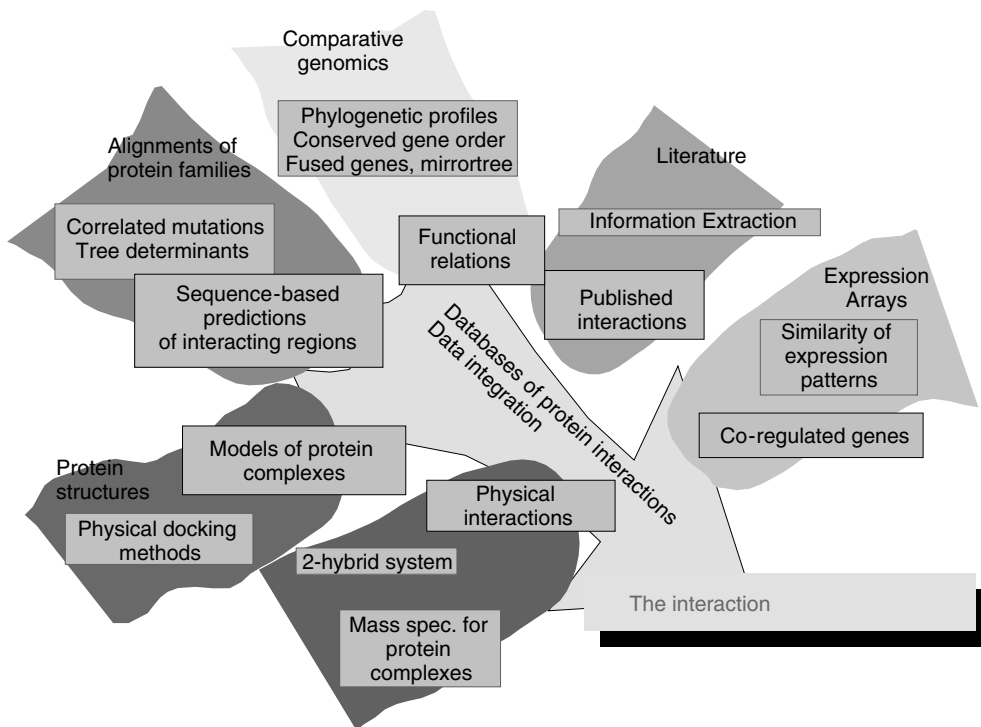 Comparative
genomics
Phylogenetic profiles
Conserved gene order
Fused genes, mirrortree
Alignments of
protein families
Correlated mutations
Tree determinants
Sequence-based
predictions
of interacting regions
Functional
relations
Literature
Information Extraction
Published
interactions
Expression
Arrays
Similarity of
expression
patterns
Co-regulated genes
Databases of protein interactions
Data integration
Models of protein
complexes
Protein
structures
Physical docking
methods
Physical
interactions
2-hybrid system
Mass spec. for
protein
complexes
The interaction